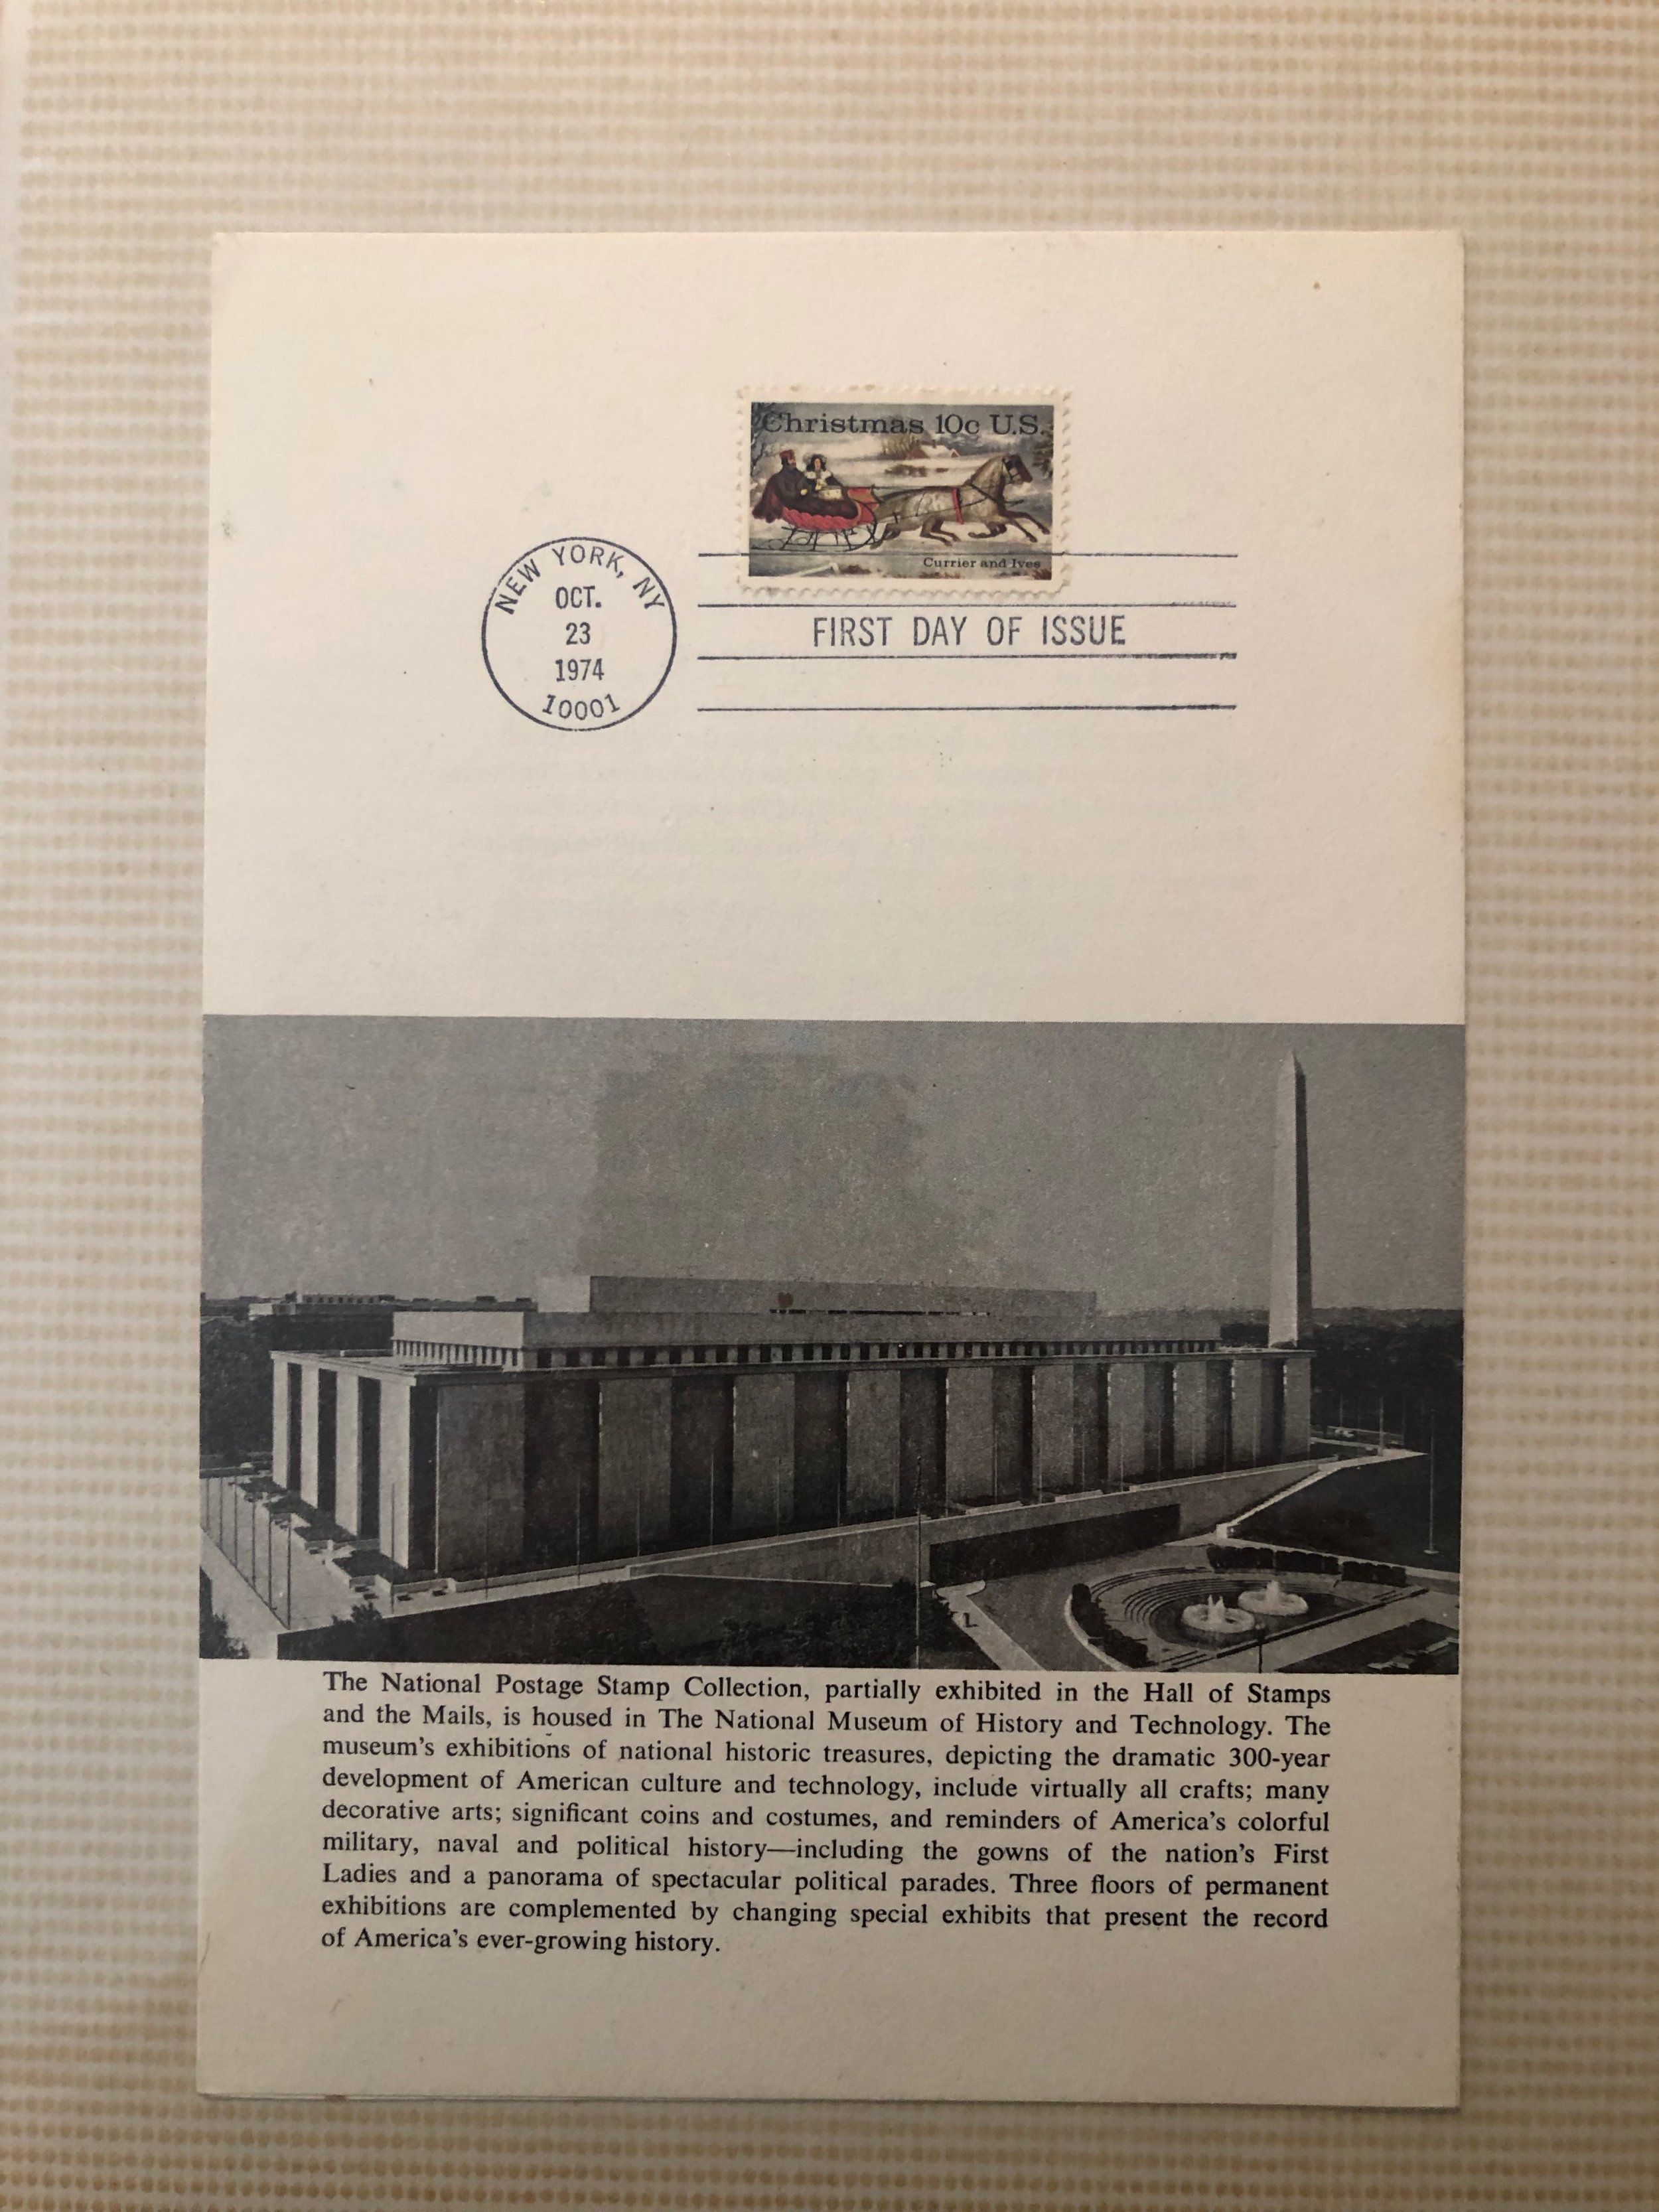 Christmas 10c U.S.
Currier and Ives
NEW YORK, NY
OCT.
23
1974
10001
FIRST DAY OF ISSUE
The National Postage Stamp Collection, partially exhibited in the Hall of Stamps
and the Mails, is housed in The National Museum of History and Technology. The
museum's exhibitions of national historic treasures, depicting the dramatic 300-year
development of American culture and technology, include virtually all crafts; many
decorative arts; significant coins and costumes, and reminders of America's colorful
military, naval and political history—including the gowns of the nation's First
Ladies and a panorama of spectacular political parades. Three floors of permanent
exhibitions are complemented by changing special exhibits that present the record
of America's ever-growing history.